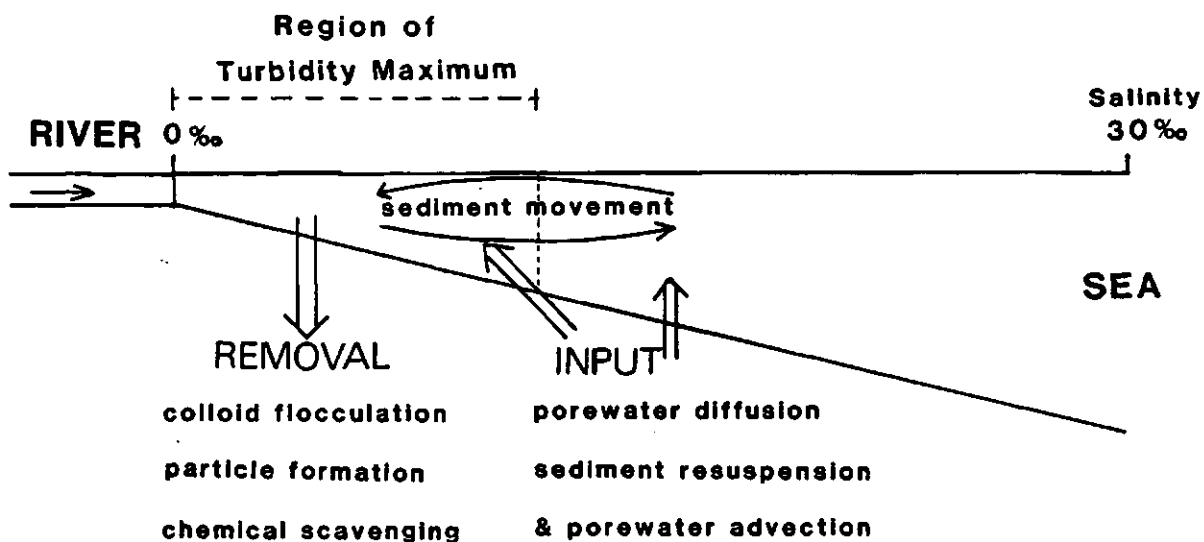 Region of
Turbidity Maximum
Salinity
RIVER 0‰ 30‰
sediment movement
SEA
REMOVAL INPUT
colloid flocculation porewater diffusion
particle formation sediment resuspension
chemical scavenging & porewater advection